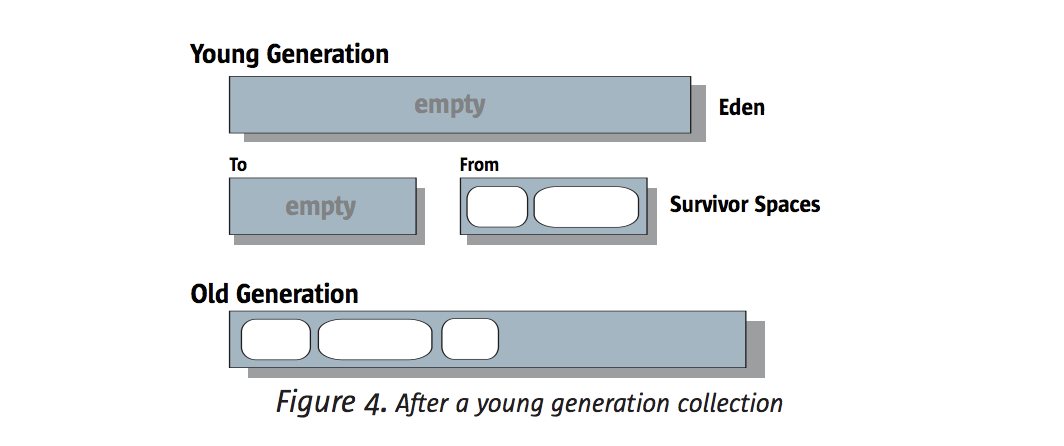 Young Generation
empty
Eden
To
From
empty
Survivor Spaces
Old Generation
Figure 4. After a young generation collection